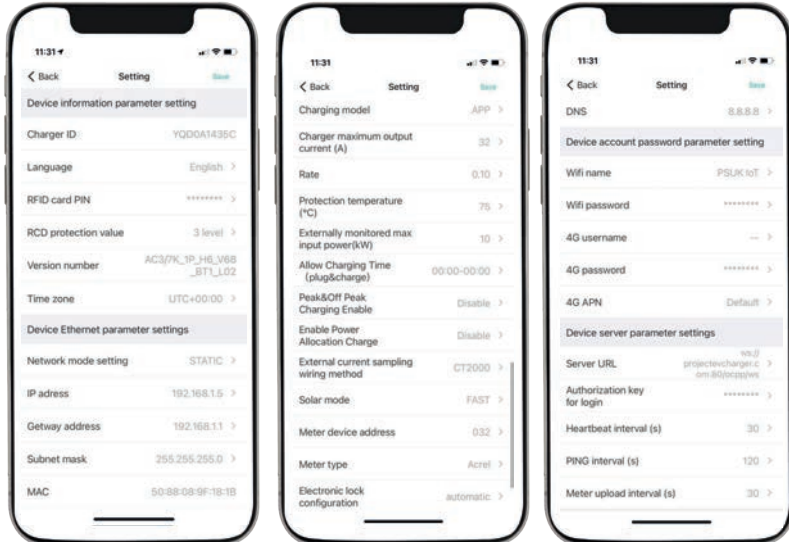 11:31
Back Setting Save
Device information parameter setting
Charger ID YQD0A1435C
Language English
RFID card PIN ********
RCD protection value 3 level
Version number AC3/7K_1P_H6_V68
_BT1_L02
Time zone UTC+00:00
Device Ethernet parameter settings
Network mode setting STATIC
IP adress 192.168.1.5
Getway address 192.168.1.1
Subnet mask 255.255.255.0
MAC 50:88:08:9F:18:1B
11:31
Back Setting Save
Charging model APP
Charger maximum output
current (A) 32
Rate 0.10
Protection temperature
(°C) 75
Externally monitored max
input power(kW) 10
Allow Charging Time
(plug&charge) 00:00-00:00
Peak&Off Peak
Charging Enable Disable
Enable Power
Allocation Charge Disable
External current sampling
wiring method CT2000
Solar mode FAST
Meter device address 032
Meter type Acrel
Electronic lock
configuration automatic
11:31
Back Setting Save
DNS 8.8.8.8
Device account password parameter setting
Wifi name PSUK IoT
Wifi password ********
4G username ---
4G password ********
4G APN Default
Device server parameter settings
Server URL ws://
projectevcharger.c
om:80/ocpp/ws
Authorization key
for login ********
Heartbeat interval (s) 30
PING interval (s) 120
Meter upload interval (s) 30